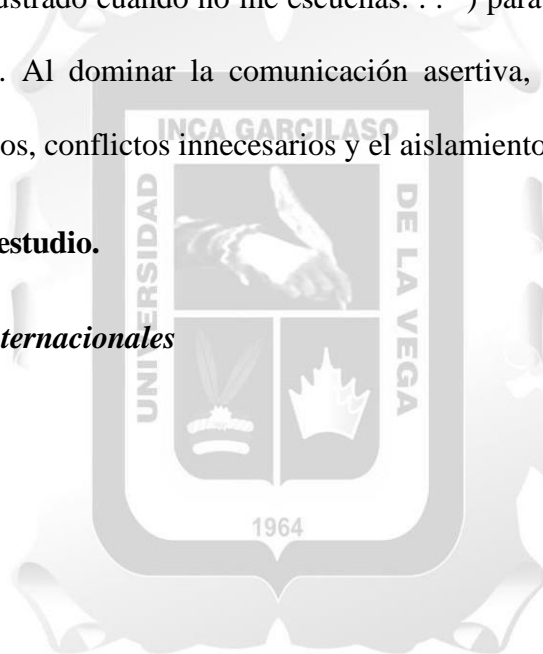 ustrado cuando no me escuchas. . . ") para
. Al dominar la comunicación asertiva,
os, conflictos innecesarios y el aislamiento
estudio.
ternacionales
INCA GARCILASO
UNIVERSIDAD
DE LA VEGA
1964